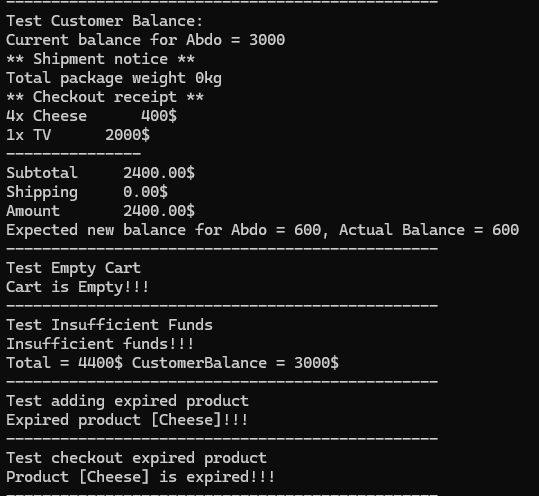 ------------------------------------------------
Test Customer Balance:
Current balance for Abdo = 3000
** Shipment notice **
Total package weight 0kg
** Checkout receipt **
4x Cheese      400$
1x TV      2000$
---------------
Subtotal     2400.00$
Shipping     0.00$
Amount       2400.00$
Expected new balance for Abdo = 600, Actual Balance = 600
------------------------------------------------
Test Empty Cart
Cart is Empty!!!
------------------------------------------------
Test Insufficient Funds
Insufficient funds!!!
Total = 4400$ CustomerBalance = 3000$
------------------------------------------------
Test adding expired product
Expired product [Cheese]!!!
------------------------------------------------
Test checkout expired product
Product [Cheese] is expired!!!
------------------------------------------------